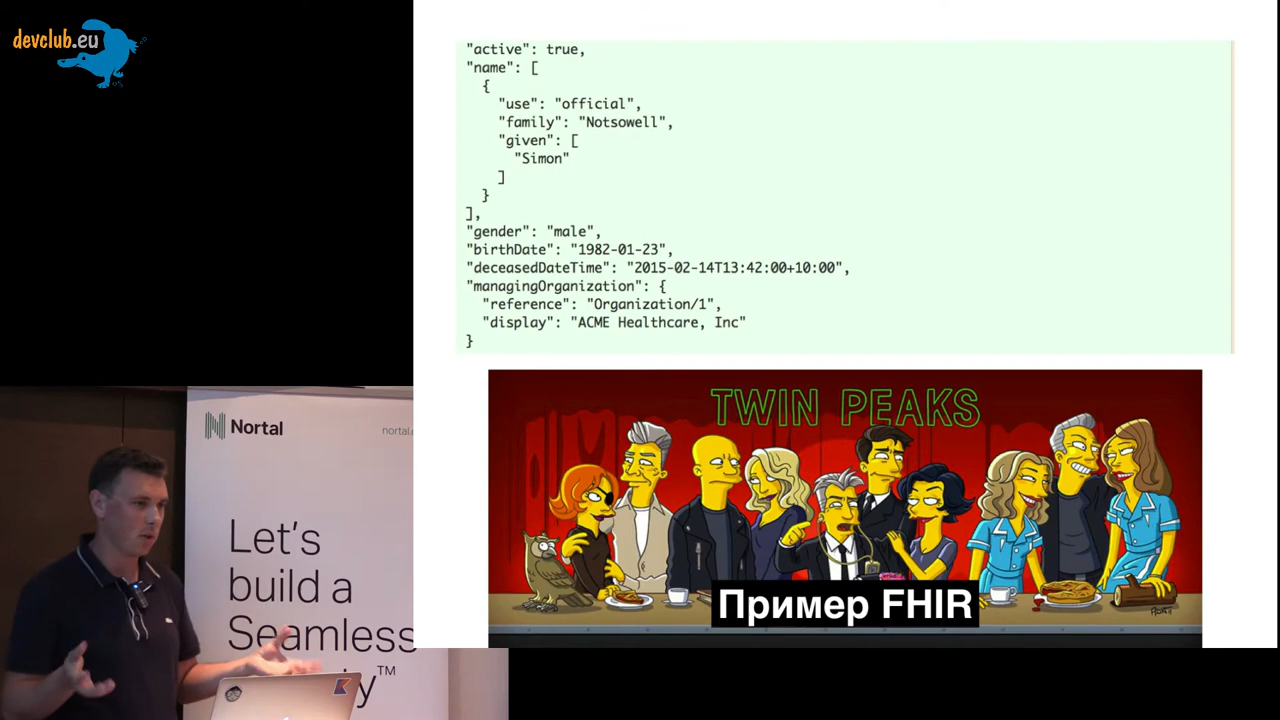 devclub.eu
"active": true,
"name": [
{
"use": "official",
"family": "Notsowell",
"given": [
"Simon"
]
}
],
"gender": "male",
"birthDate": "1982-01-23",
"deceasedDateTime": "2015-02-14T13:42:00+10:00",
"managingOrganization": {
"reference": "Organization/1",
"display": "ACME Healthcare, Inc"
}
TWIN PEAKS
Пример FHIR
Nortal
nortal.
Let's
build a
Seamless
y™